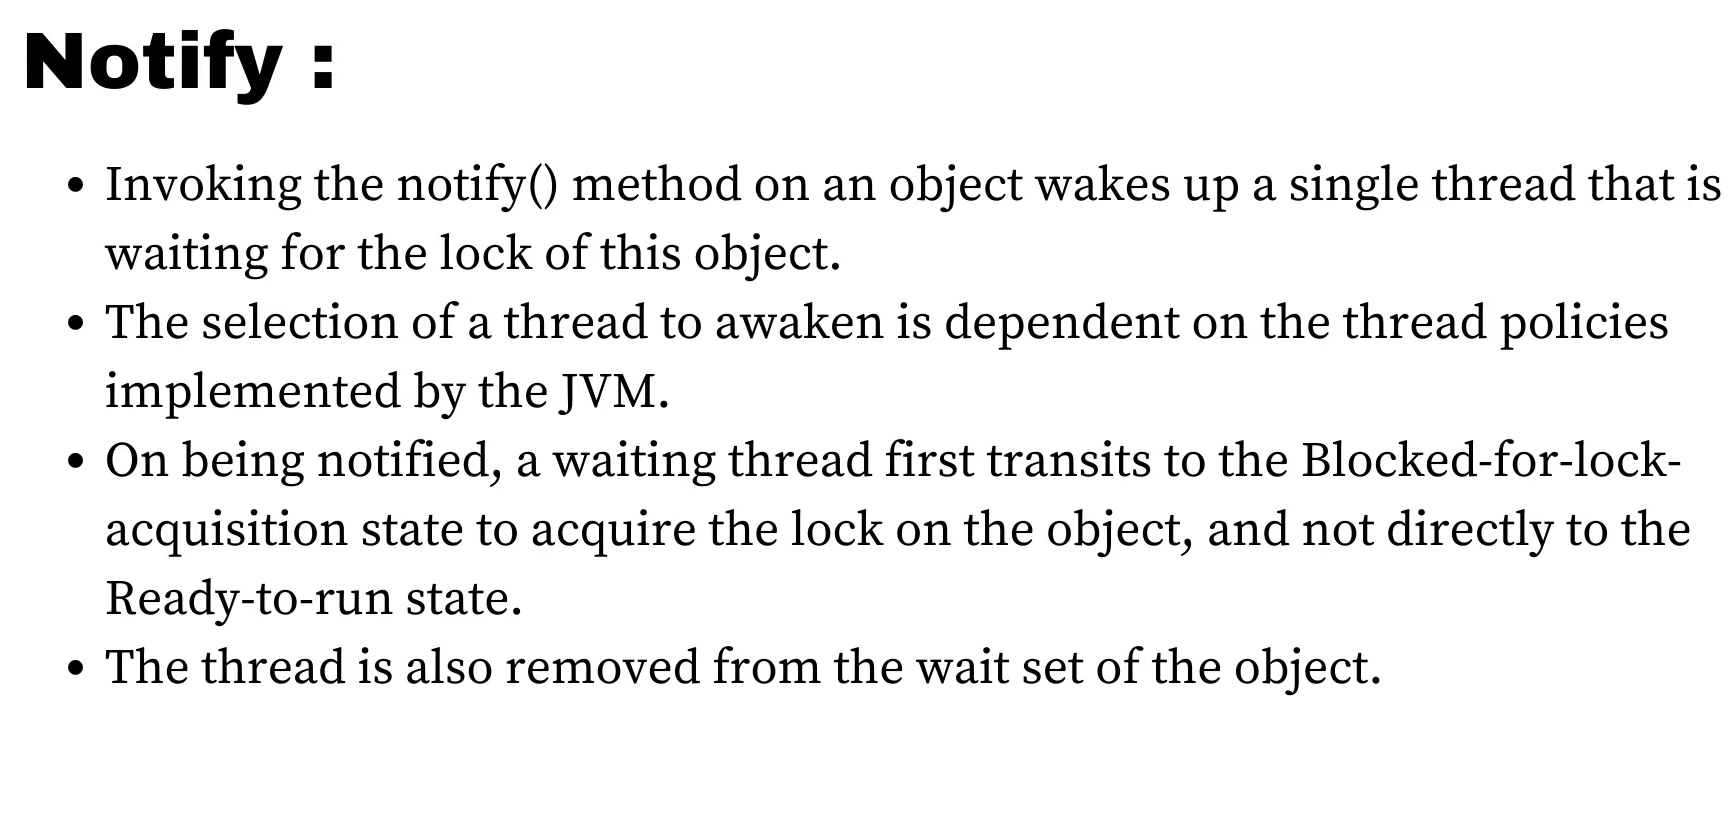 Notify :
• Invoking the notify() method on an object wakes up a single thread that is
waiting for the lock of this object.
• The selection of a thread to awaken is dependent on the thread policies
implemented by the JVM.
• On being notified, a waiting thread first transits to the Blocked-for-lock-
acquisition state to acquire the lock on the object, and not directly to the
Ready-to-run state.
• The thread is also removed from the wait set of the object.